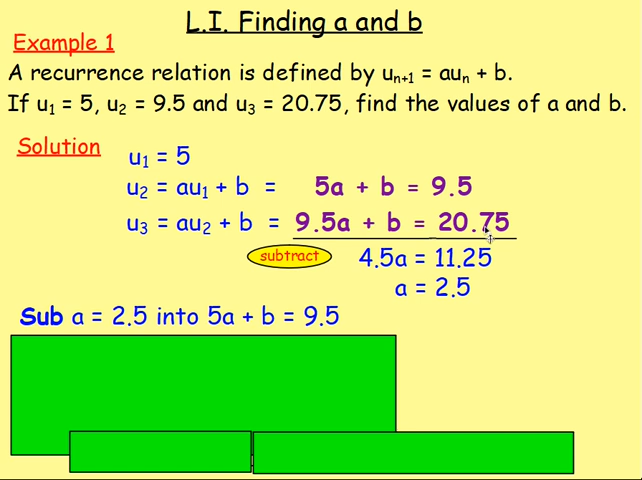 L.I. Finding a and b
Example 1
A recurrence relation is defined by uₙ₊₁ = auₙ + b.
If u₁ = 5, u₂ = 9.5 and u₃ = 20.75, find the values of a and b.
Solution
u₁ = 5
u₂ = au₁ + b = 5a + b = 9.5
u₃ = au₂ + b = 9.5a + b = 20.75
subtract 4.5a = 11.25
a = 2.5
Sub a = 2.5 into 5a + b = 9.5